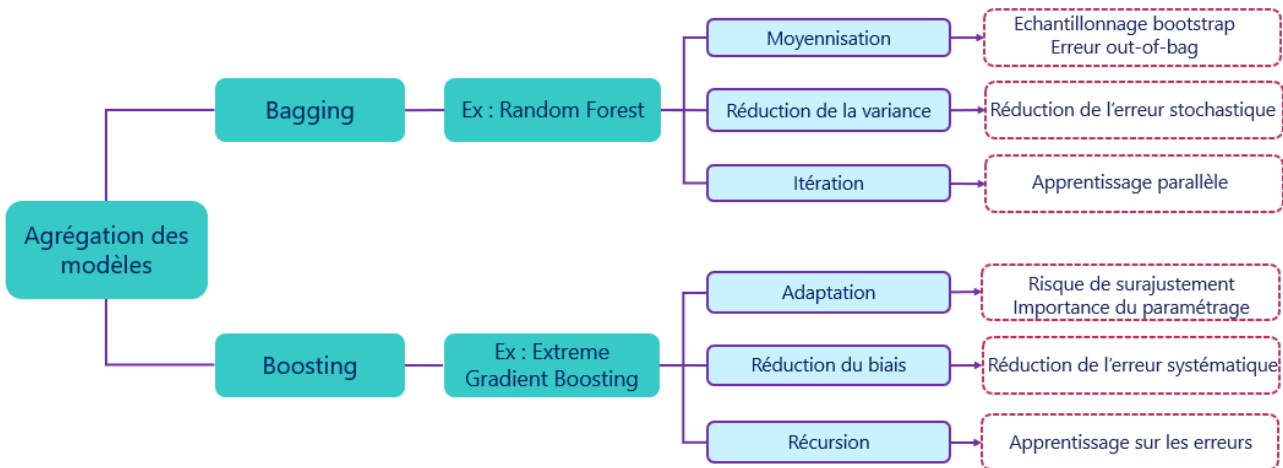 Agrégation des
modèles
Bagging
Ex : Random Forest
Moyennisation
Echantillonnage bootstrap
Erreur out-of-bag
Réduction de la variance
Réduction de l'erreur stochastique
Itération
Apprentissage parallèle
Boosting
Ex : Extreme
Gradient Boosting
Adaptation
Risque de surajustement
Importance du paramétrage
Réduction du biais
Réduction de l'erreur systématique
Récursion
Apprentissage sur les erreurs